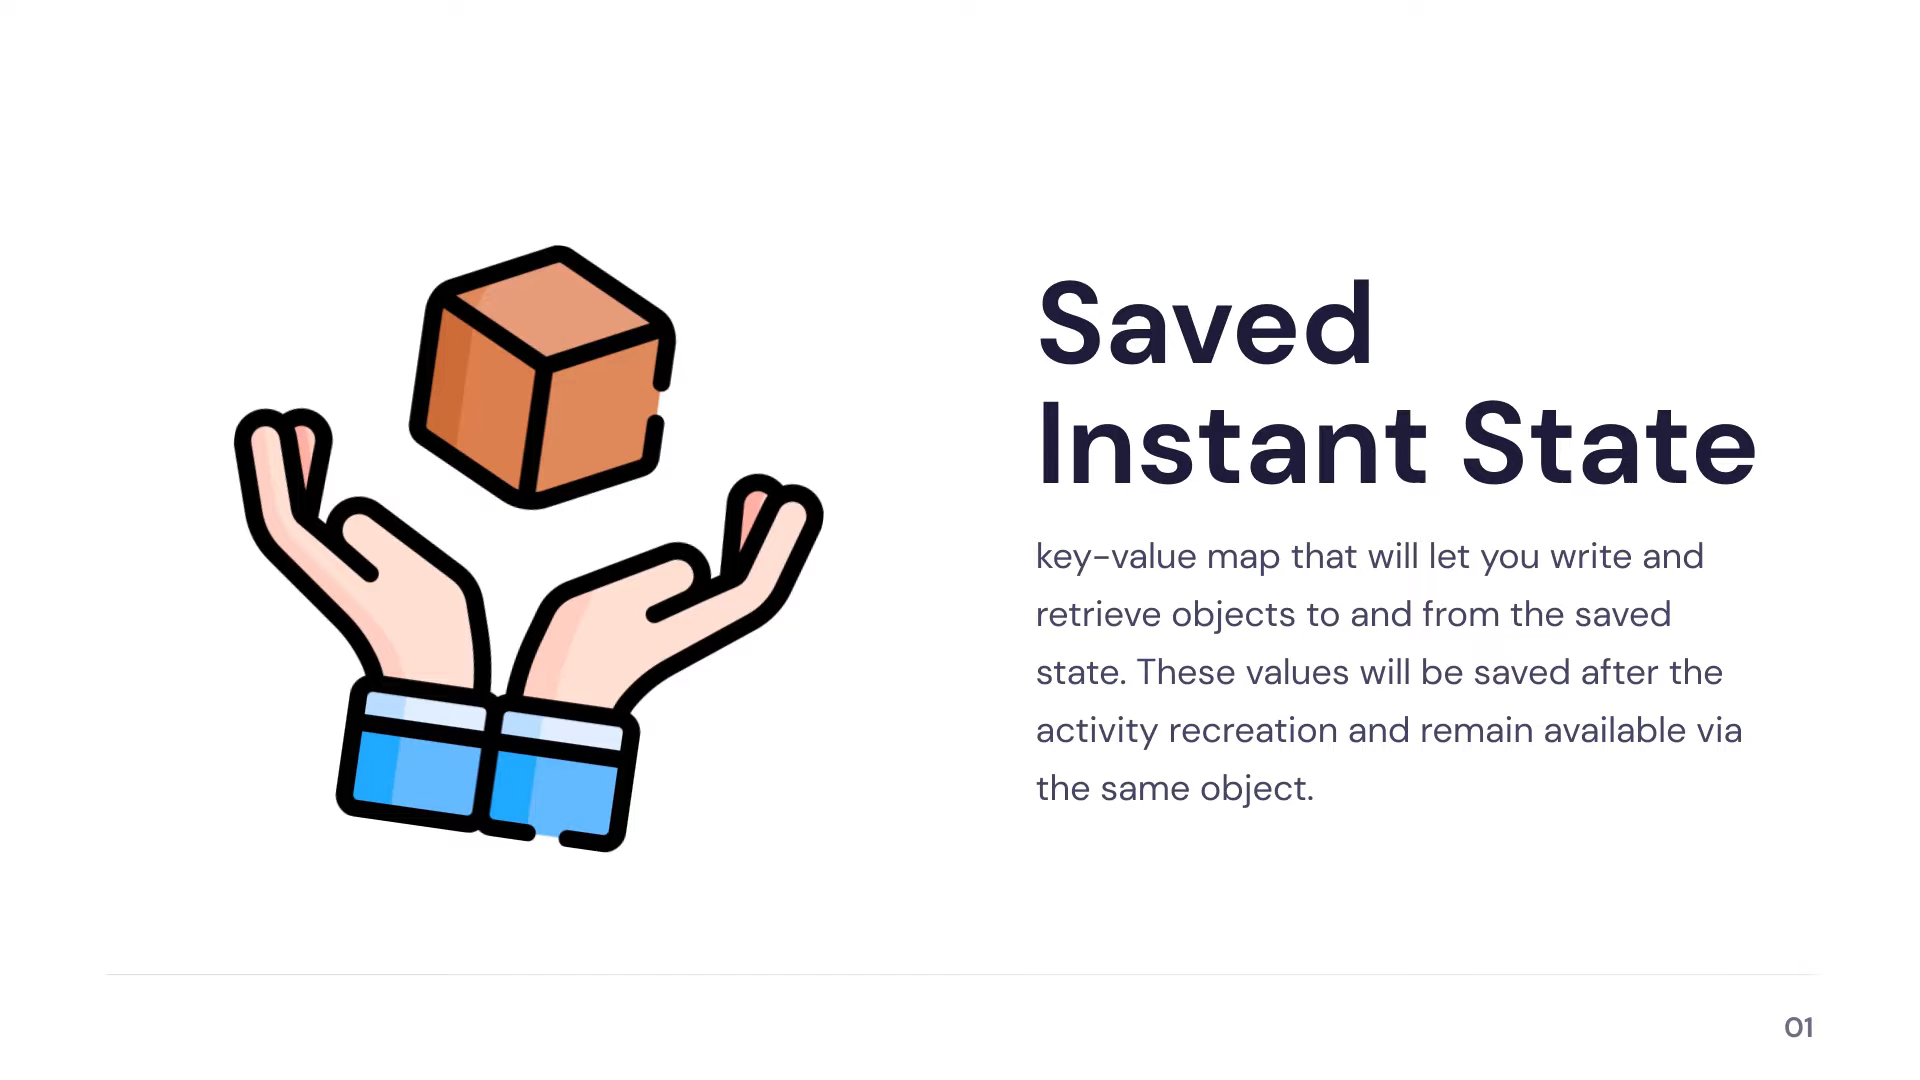 Saved
Instant State
key-value map that will let you write and
retrieve objects to and from the saved
state. These values will be saved after the
activity recreation and remain available via
the same object.
01